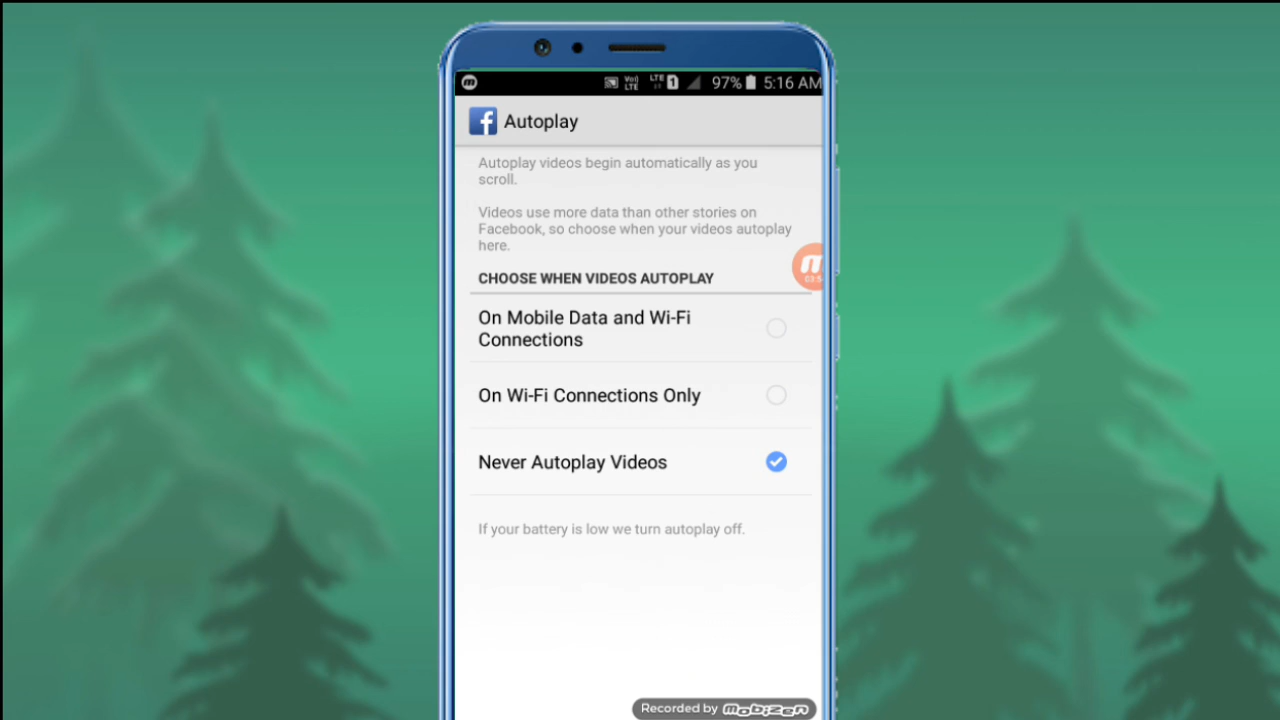 VoLTE LTE 1 97% 5:16 AM
Autoplay
Autoplay videos begin automatically as you
scroll.
Videos use more data than other stories on
Facebook, so choose when your videos autoplay
here.
CHOOSE WHEN VIDEOS AUTOPLAY
On Mobile Data and Wi-Fi
Connections
On Wi-Fi Connections Only
Never Autoplay Videos
If your battery is low we turn autoplay off.
Recorded by mobizen